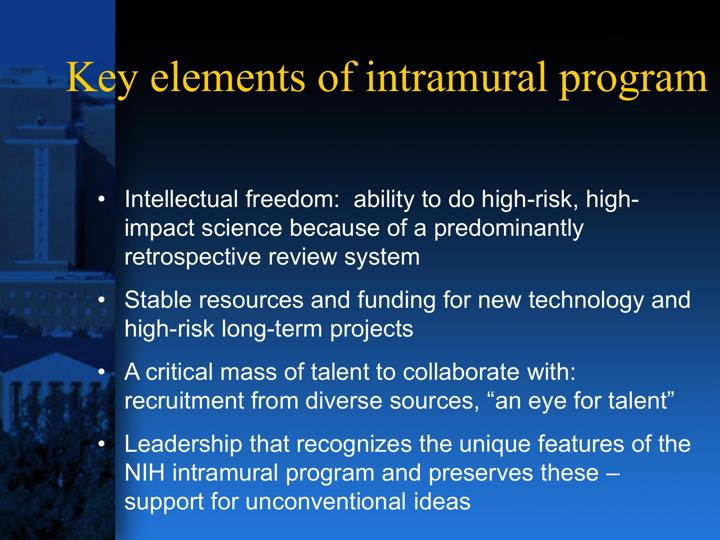 Key elements of intramural program
• Intellectual freedom:  ability to do high-risk, high-
impact science because of a predominantly
retrospective review system
• Stable resources and funding for new technology and
high-risk long-term projects
• A critical mass of talent to collaborate with:
recruitment from diverse sources, “an eye for talent”
• Leadership that recognizes the unique features of the
NIH intramural program and preserves these –
support for unconventional ideas